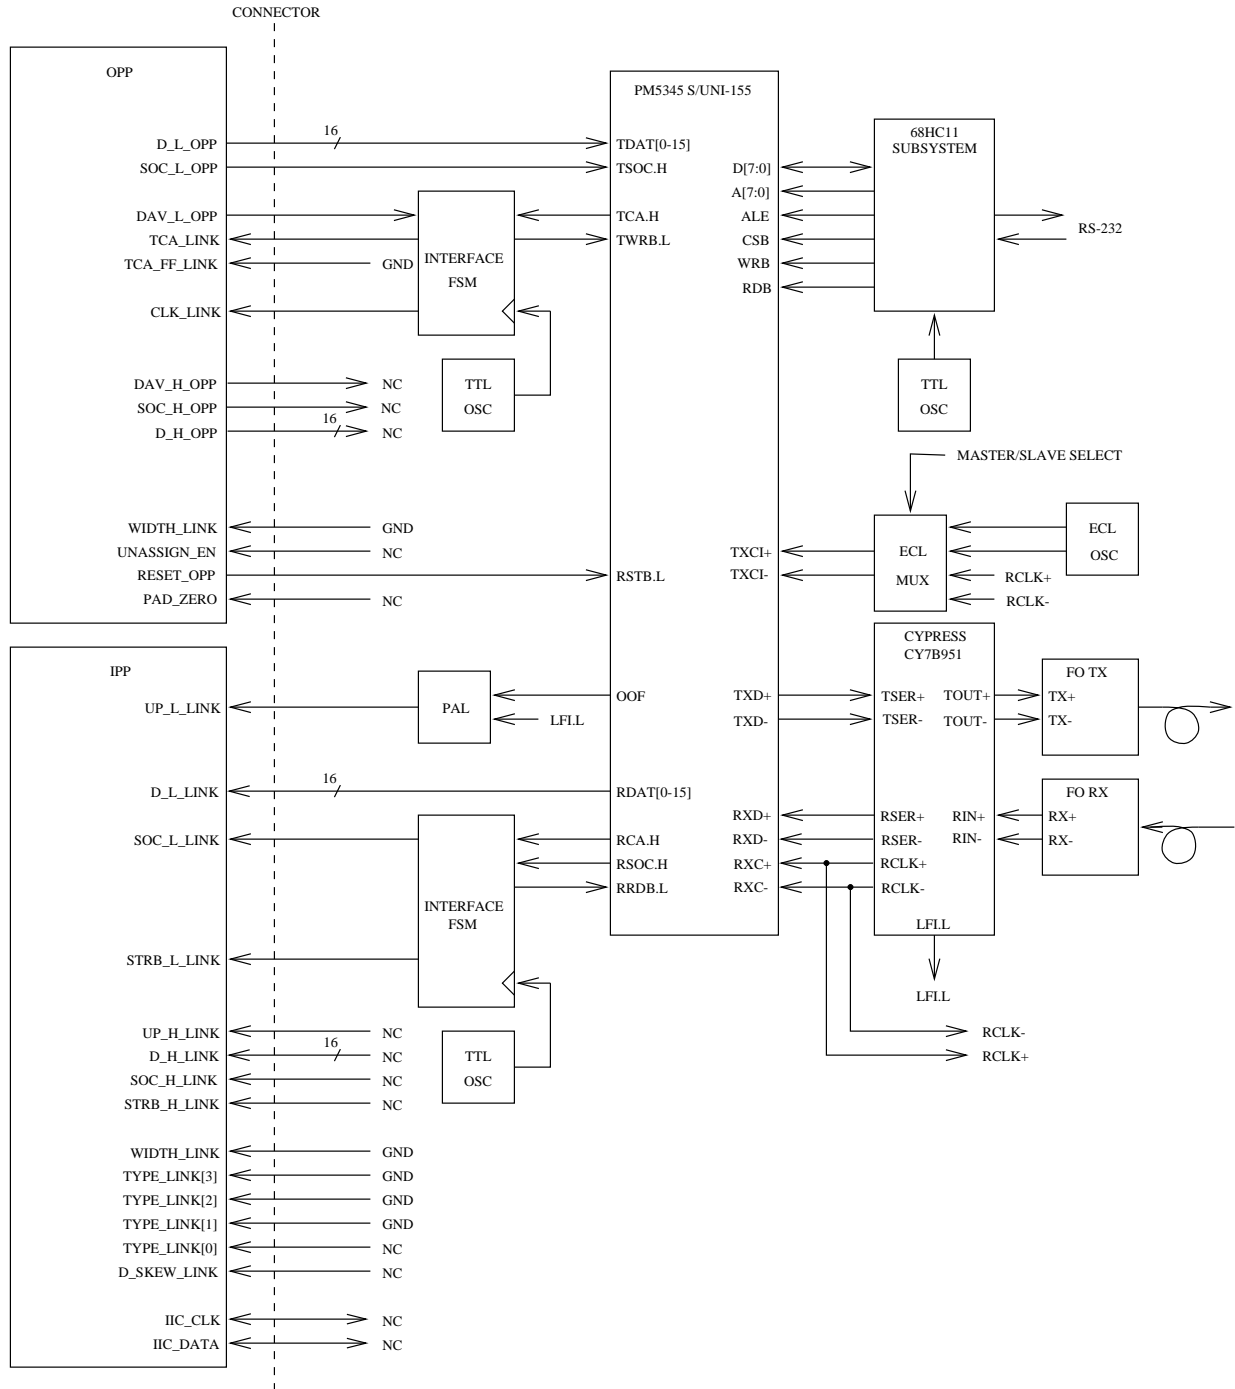 CONNECTOR
OPP
D_L_OPP
16
TDAT[0-15]
SOC_L_OPP
TSOC.H
DAV_L_OPP
TCA.H
TCA_LINK
TWRB.L
TCA_FF_LINK
GND
INTERFACE
FSM
CLK_LINK
TTL
OSC
DAV_H_OPP
NC
SOC_H_OPP
NC
D_H_OPP
16
NC
WIDTH_LINK
GND
UNASSIGN_EN
NC
RESET_OPP
RSTB.L
PAD_ZERO
NC
PM5345 S/UNI-155
D[7:0]
A[7:0]
ALE
CSB
WRB
RDB
68HC11
SUBSYSTEM
RS-232
TTL
OSC
MASTER/SLAVE SELECT
TXCI+
TXCI-
ECL
MUX
ECL
OSC
RCLK+
RCLK-
IPP
UP_L_LINK
PAL
OOF
LFI.L
D_L_LINK
16
RDAT[0-15]
SOC_L_LINK
RCA.H
RSOC.H
RRDB.L
INTERFACE
FSM
STRB_L_LINK
TTL
OSC
UP_H_LINK
NC
D_H_LINK
16
NC
SOC_H_LINK
NC
STRB_H_LINK
NC
WIDTH_LINK
GND
TYPE_LINK[3]
GND
TYPE_LINK[2]
GND
TYPE_LINK[1]
GND
TYPE_LINK[0]
NC
D_SKEW_LINK
NC
IIC_CLK
NC
IIC_DATA
NC
TXD+
TXD-
RXD+
RXD-
RXC+
RXC-
CYPRESS
CY7B951
TSER+
TOUT+
TSER-
TOUT-
RSER+
RIN+
RSER-
RIN-
RCLK+
RCLK-
LFI.L
LFI.L
FO TX
TX+
TX-
FO RX
RX+
RX-
RCLK-
RCLK+